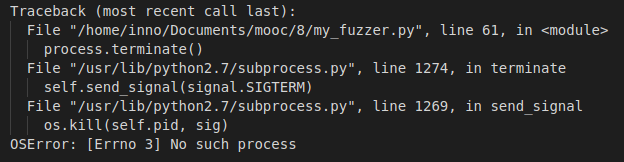 Traceback (most recent call last):
  File "/home/inno/Documents/mooc/8/my_fuzzer.py", line 61, in <module>
    process.terminate()
  File "/usr/lib/python2.7/subprocess.py", line 1274, in terminate
    self.send_signal(signal.SIGTERM)
  File "/usr/lib/python2.7/subprocess.py", line 1269, in send_signal
    os.kill(self.pid, sig)
OSError: [Errno 3] No such process